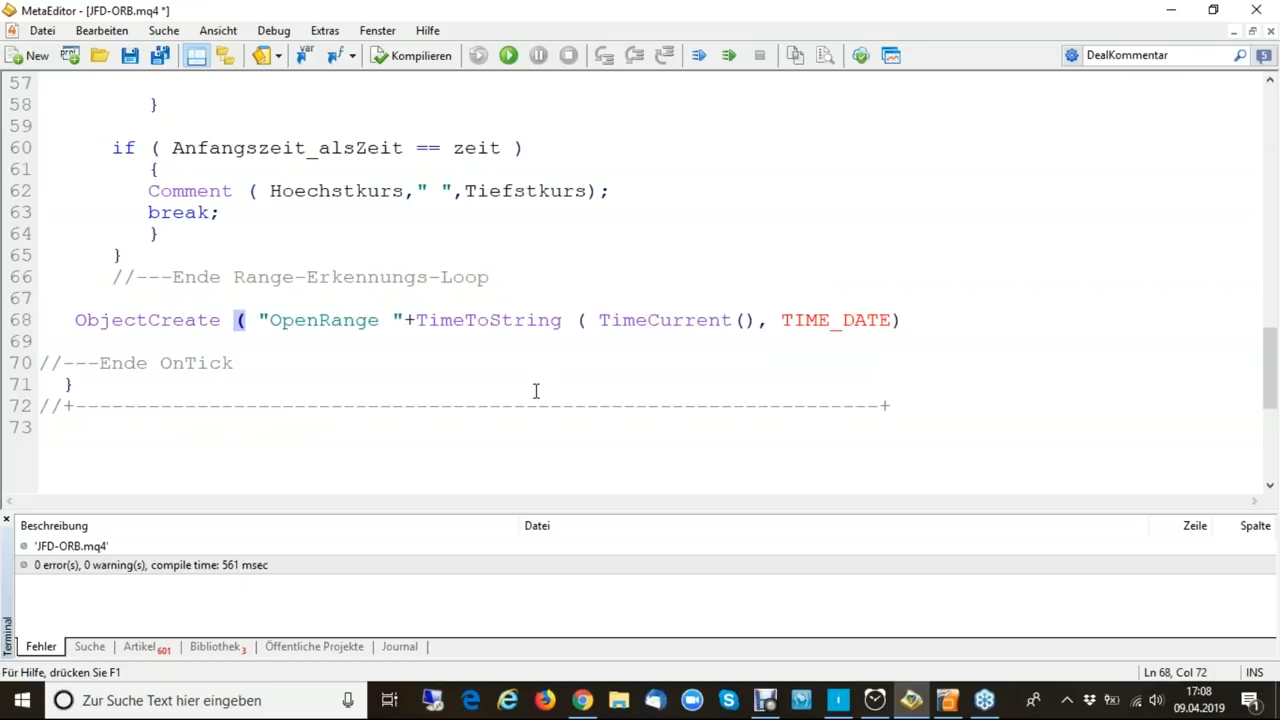 MetaEditor - [JFD-ORB.mq4 *]
Datei Bearbeiten Suche Ansicht Debug Extras Fenster Hilfe
New Kompilieren DealKommentar 5
57
58 }
59
60 if ( Anfangszeit_alsZeit == zeit )
61 {
62 Comment ( Hoechstkurs," ",Tiefstkurs);
63 break;
64 }
65 }
66 //---Ende Range-Erkennungs-Loop
67
68 ObjectCreate ( "OpenRange "+TimeToString ( TimeCurrent(), TIME_DATE)
69
70 //---Ende OnTick
71 }
72 //+------------------------------------------------------------------+
73
Beschreibung Datei Zeile Spalte
'JFD-ORB.mq4'
0 error(s), 0 warning(s), compile time: 561 msec
Terminal
Fehler Suche Artikel 601 Bibliothek 3 Öffentliche Projekte Journal
Für Hilfe, drücken Sie F1 Ln 68, Col 72 INS
Zur Suche Text hier eingeben 17:08
09.04.2019